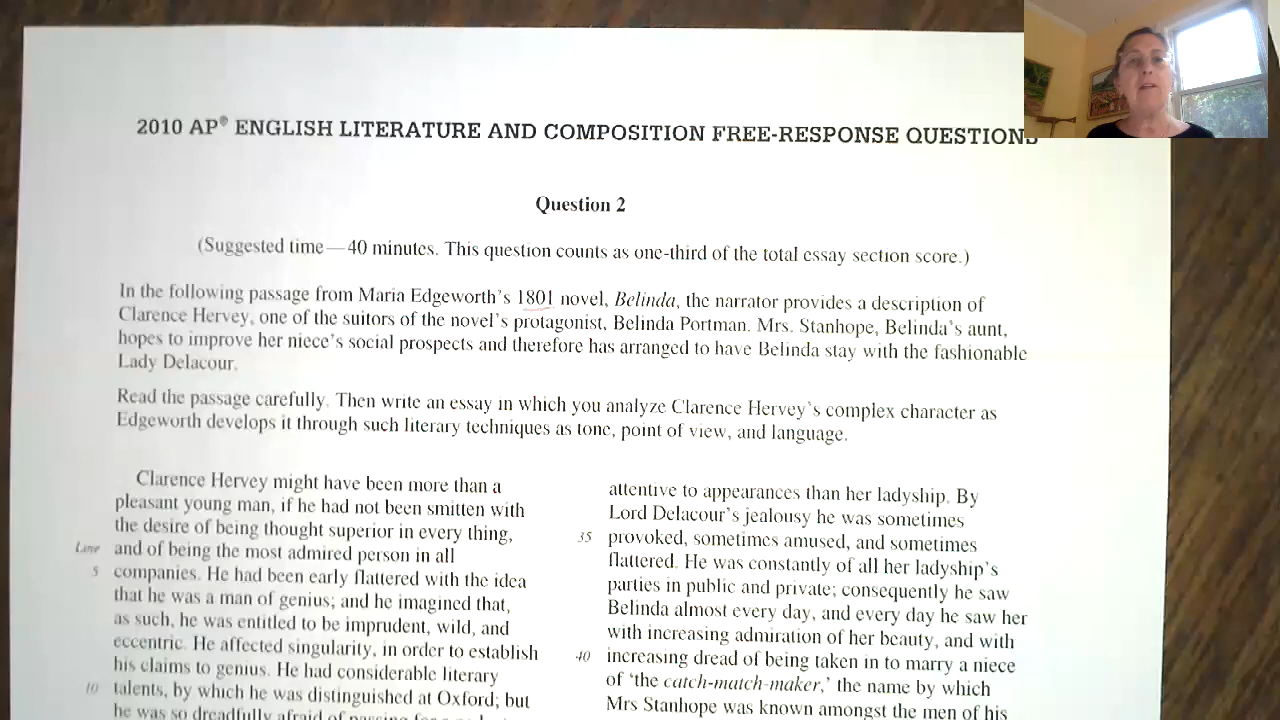 2010 AP® ENGLISH LITERATURE AND COMPOSITION FREE-RESPONSE QUESTIONS
Question 2
(Suggested time—40 minutes. This question counts as one-third of the total essay section score.)
In the following passage from Maria Edgeworth's 1801 novel, Belinda, the narrator provides a description of
Clarence Hervey, one of the suitors of the novel's protagonist, Belinda Portman. Mrs. Stanhope, Belinda's aunt,
hopes to improve her niece's social prospects and therefore has arranged to have Belinda stay with the fashionable
Lady Delacour.
Read the passage carefully. Then write an essay in which you analyze Clarence Hervey's complex character as
Edgeworth develops it through such literary techniques as tone, point of view, and language.
Clarence Hervey might have been more than a
pleasant young man, if he had not been smitten with
the desire of being thought superior in every thing,
Line and of being the most admired person in all
5 companies. He had been early flattered with the idea
that he was a man of genius; and he imagined that,
as such, he was entitled to be imprudent, wild, and
eccentric. He affected singularity, in order to establish
his claims to genius. He had considerable literary
10 talents, by which he was distinguished at Oxford; but
he was so dreadfully afraid of passing for a
attentive to appearances than her ladyship. By
Lord Delacour's jealousy he was sometimes
35 provoked, sometimes amused, and sometimes
flattered. He was constantly of all her ladyship's
parties in public and private; consequently he saw
Belinda almost every day, and every day he saw her
with increasing admiration of her beauty, and with
40 increasing dread of being taken in to marry a niece
of 'the catch-match-maker,' the name by which
Mrs Stanhope was known amongst the men of his